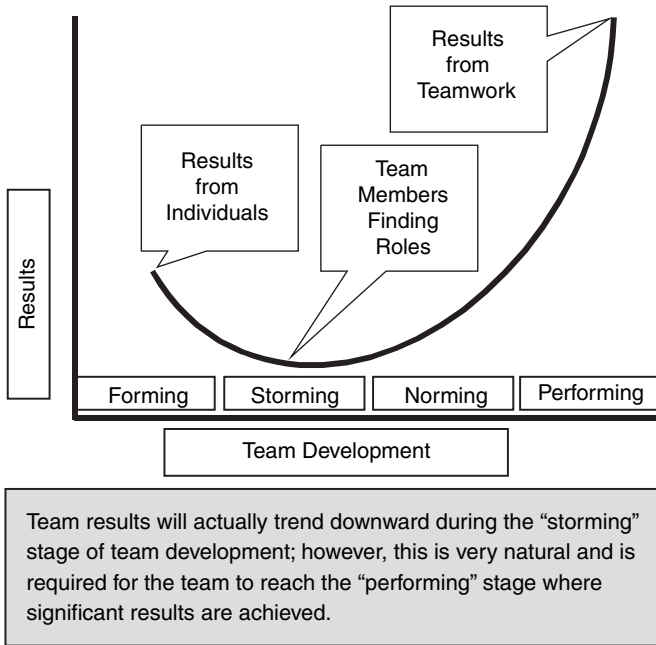 Results
from
Teamwork
Results
from
Individuals
Team
Members
Finding
Roles
Results
Forming
Storming
Norming
Performing
Team Development
Team results will actually trend downward during the “storming”
stage of team development; however, this is very natural and is
required for the team to reach the “performing” stage where
significant results are achieved.